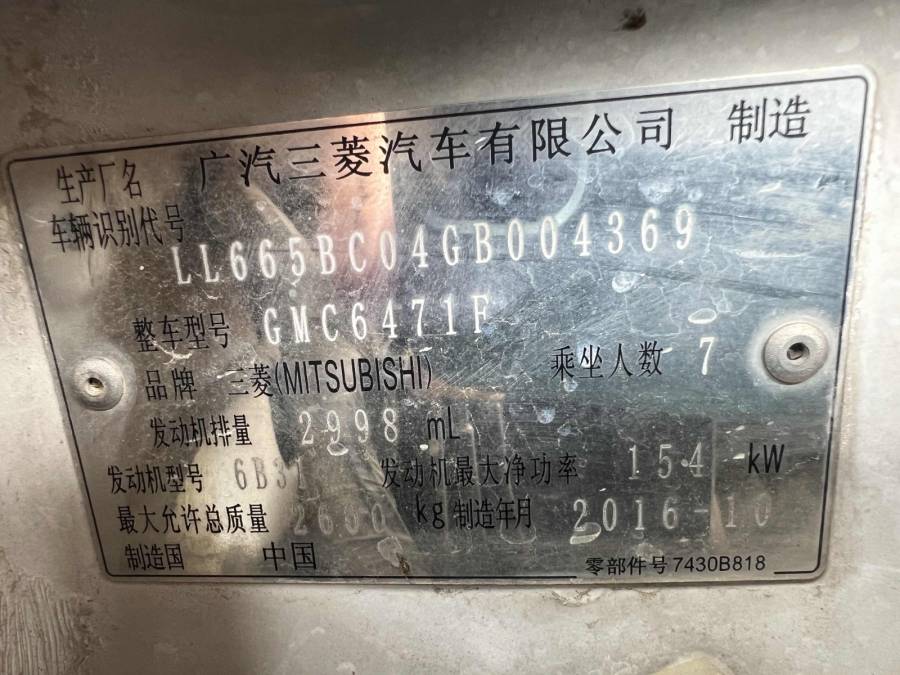 生产厂名 广汽三菱汽车有限公司 制造
车辆识别代号 LL665BC04GB004369
整车型号 GMC6471F
品牌 三菱(MITSUBISHI) 乘坐人数 7
发动机排量 2998 mL
发动机型号 6B31 发动机最大净功率 154 kW
最大允许总质量 kg 制造年月 2016-10
制造国 中国 零部件号 7430B818